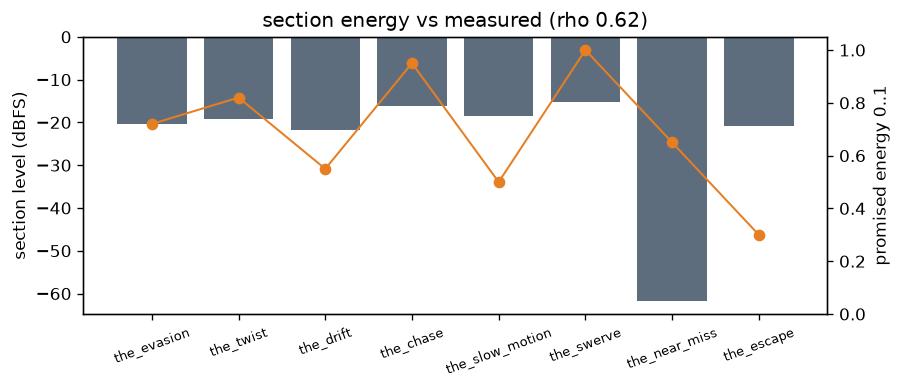 section energy vs measured (rho 0.62)
section level (dBFS)
0
−10
−20
−30
−40
−50
−60
1.0
0.8
0.6
0.4
0.2
0.0
promised energy 0..1
the_evasion
the_twist
the_drift
the_chase
the_slow_motion
the_swerve
the_near_miss
the_escape